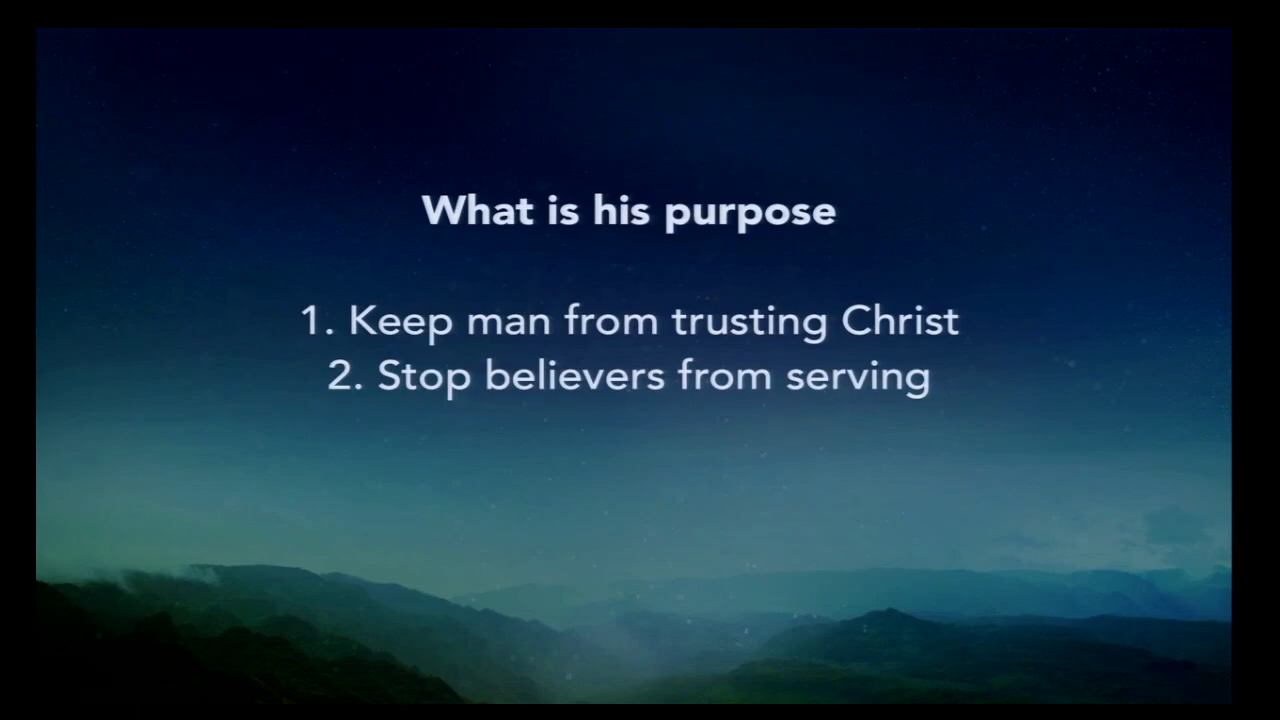 What is his purpose
1. Keep man from trusting Christ
2. Stop believers from serving